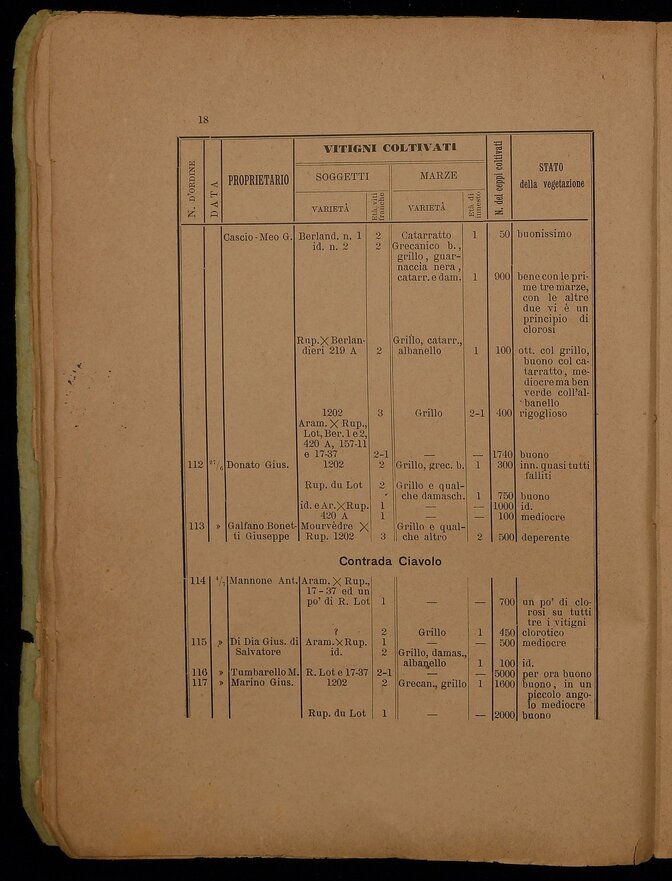 18
VITIGNI COLTIVATI
N. D'ORDINE
DATA
PROPRIETARIO
SOGGETTI
MARZE
N. dei ceppi coltivati
STATO
della vegetazione
VARIETÀ
Età viti franche
VARIETÀ
Età di innesto
Cascio-Meo G. Berland. n. 1 2 Catarratto 1 50 buonissimo
id. n. 2 2 Grecanico b.,
grillo, guar-
naccia nera,
catarr. e dam. 1 900 bene con le pri-
me tre marze,
con le altre
due vi è un
principio di
clorosi
Rup.×Berlan- Grillo, catarr.,
dieri 219 A 2 albanello 1 100 ott. col grillo,
buono col ca-
tarratto, me-
diocre ma ben
verde coll'al-
banello
1202 3 Grillo 2-1 400 rigoglioso
Aram.×Rup.,
Lot, Ber. 1 e 2,
420 A, 157-11
e 17-37 2-1 — — 1740 buono
112 27/6 Donato Gius. 1202 2 Grillo, grec. b. 1 300 inn. quasi tutti
falliti
Rup. du Lot 2 Grillo e qual-
che damasch. 1 750 buono
id. e Ar.×Rup. 1 — — 1000 id.
420 A 1 — — 100 mediocre
113 » Galfano Bonet- Mourvèdre × Grillo e qual-
ti Giuseppe Rup. 1202 3 che altro 2 500 deperente
Contrada Ciavolo
114 4/7 Mannone Ant. Aram.×Rup.,
17-37 ed un
po' di R. Lot 1 — — 700 un po' di clo-
rosi su tutti
tre i vitigni
? 2 Grillo 1 450 clorotico
115 » Di Dia Gius. di Aram.×Rup. 1 — — 500 mediocre
Salvatore id. 2 Grillo, damas.,
albanello 1 100 id.
116 » Tumbarello M. R. Lot e 17-37 2-1 — — 5000 per ora buono
117 » Marino Gius. 1202 2 Grecan., grillo 1 1600 buono, in un
piccolo ango-
lo mediocre
Rup. du Lot 1 — — 2000 buono